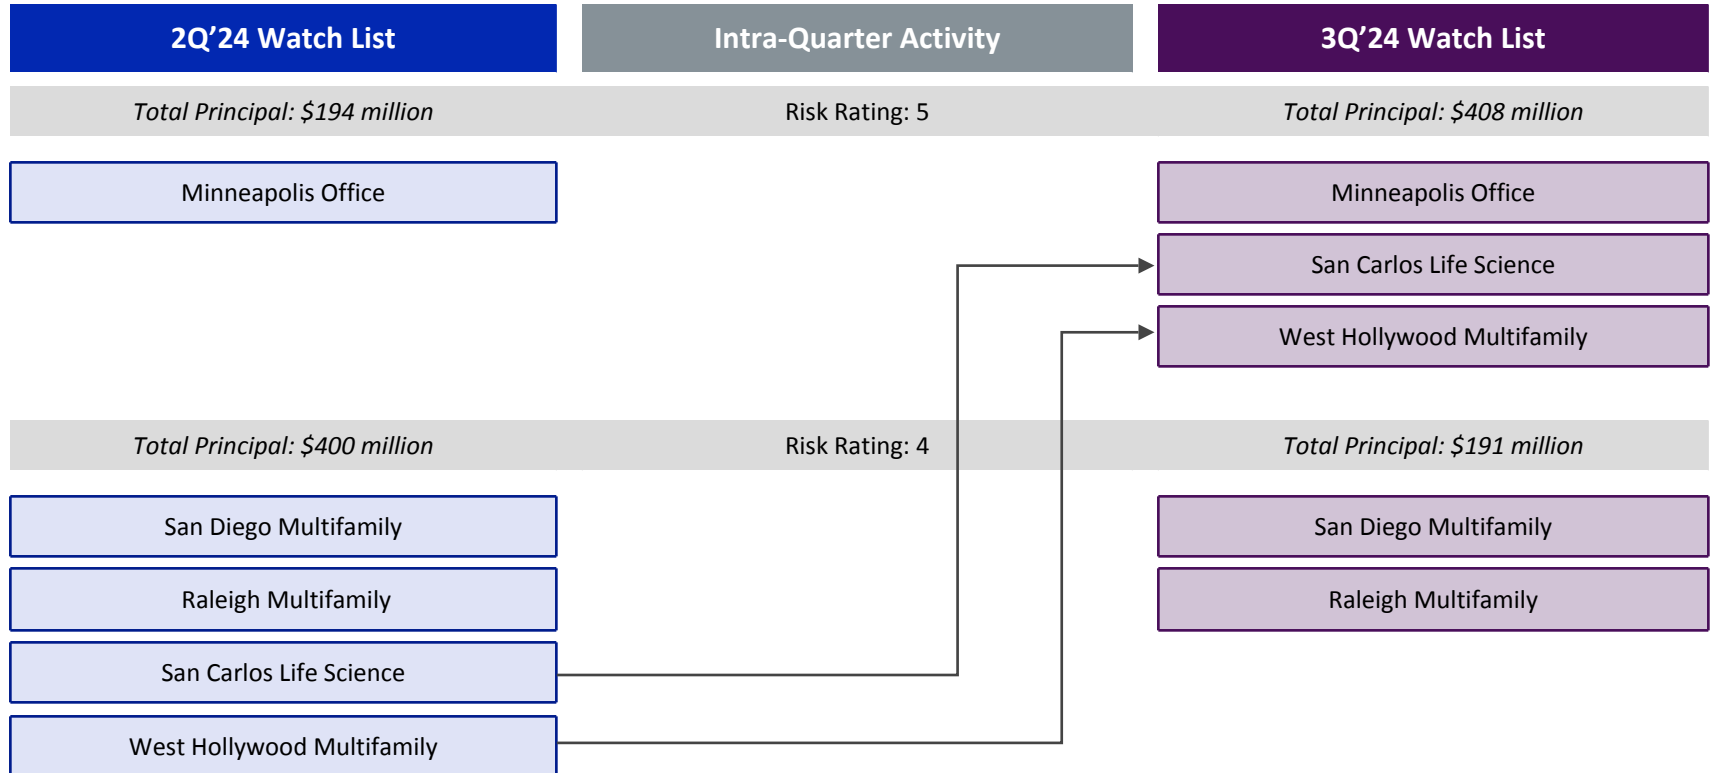 2Q’24 Watch List
Intra-Quarter Activity
3Q’24 Watch List
Total Principal: $194 million
Risk Rating: 5
Total Principal: $408 million
Minneapolis Office
Minneapolis Office
San Carlos Life Science
West Hollywood Multifamily
Total Principal: $400 million
Risk Rating: 4
Total Principal: $191 million
San Diego Multifamily
San Diego Multifamily
Raleigh Multifamily
Raleigh Multifamily
San Carlos Life Science
West Hollywood Multifamily